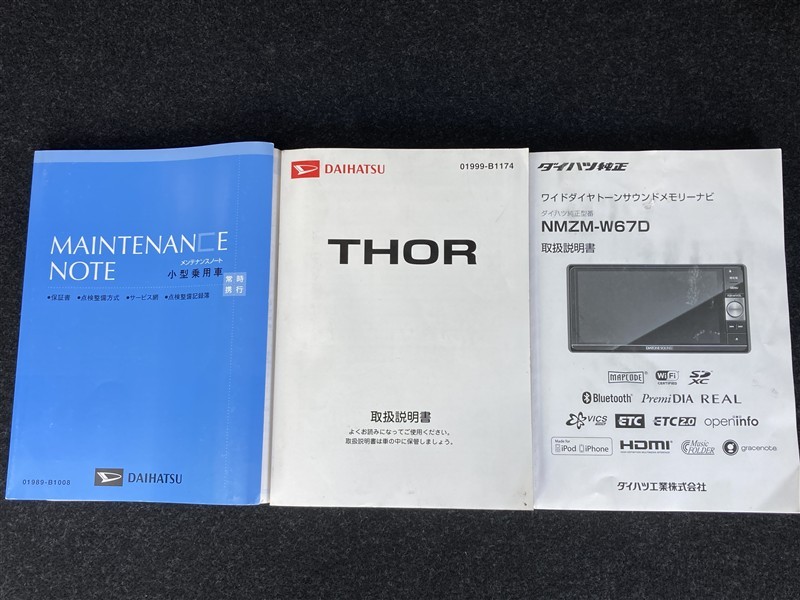 MAINTENANCE
NOTE
メンテナンスノート
小型乗用車
常時
携行
•保証書 •点検整備方式 •サービス網 •点検整備記録簿
01989-B1008
DAIHATSU
DAIHATSU
01999-B1174
THOR
取扱説明書
よくお読みになってご使用ください。
取扱説明書は車の中に保管しましょう。
ダイハツ純正
ワイドダイヤトーンサウンドメモリーナビ
ダイハツ純正型番
NMZM-W67D
取扱説明書
MAPCODE
Wi Fi
CERTIFIED
SD
XC
Bluetooth
PremiDIA REAL
VICS
ETC
ETC2.0
openinfo
Made for
iPod iPhone
HDMI
Music
FOLDER
gracenote
ダイハツ工業株式会社